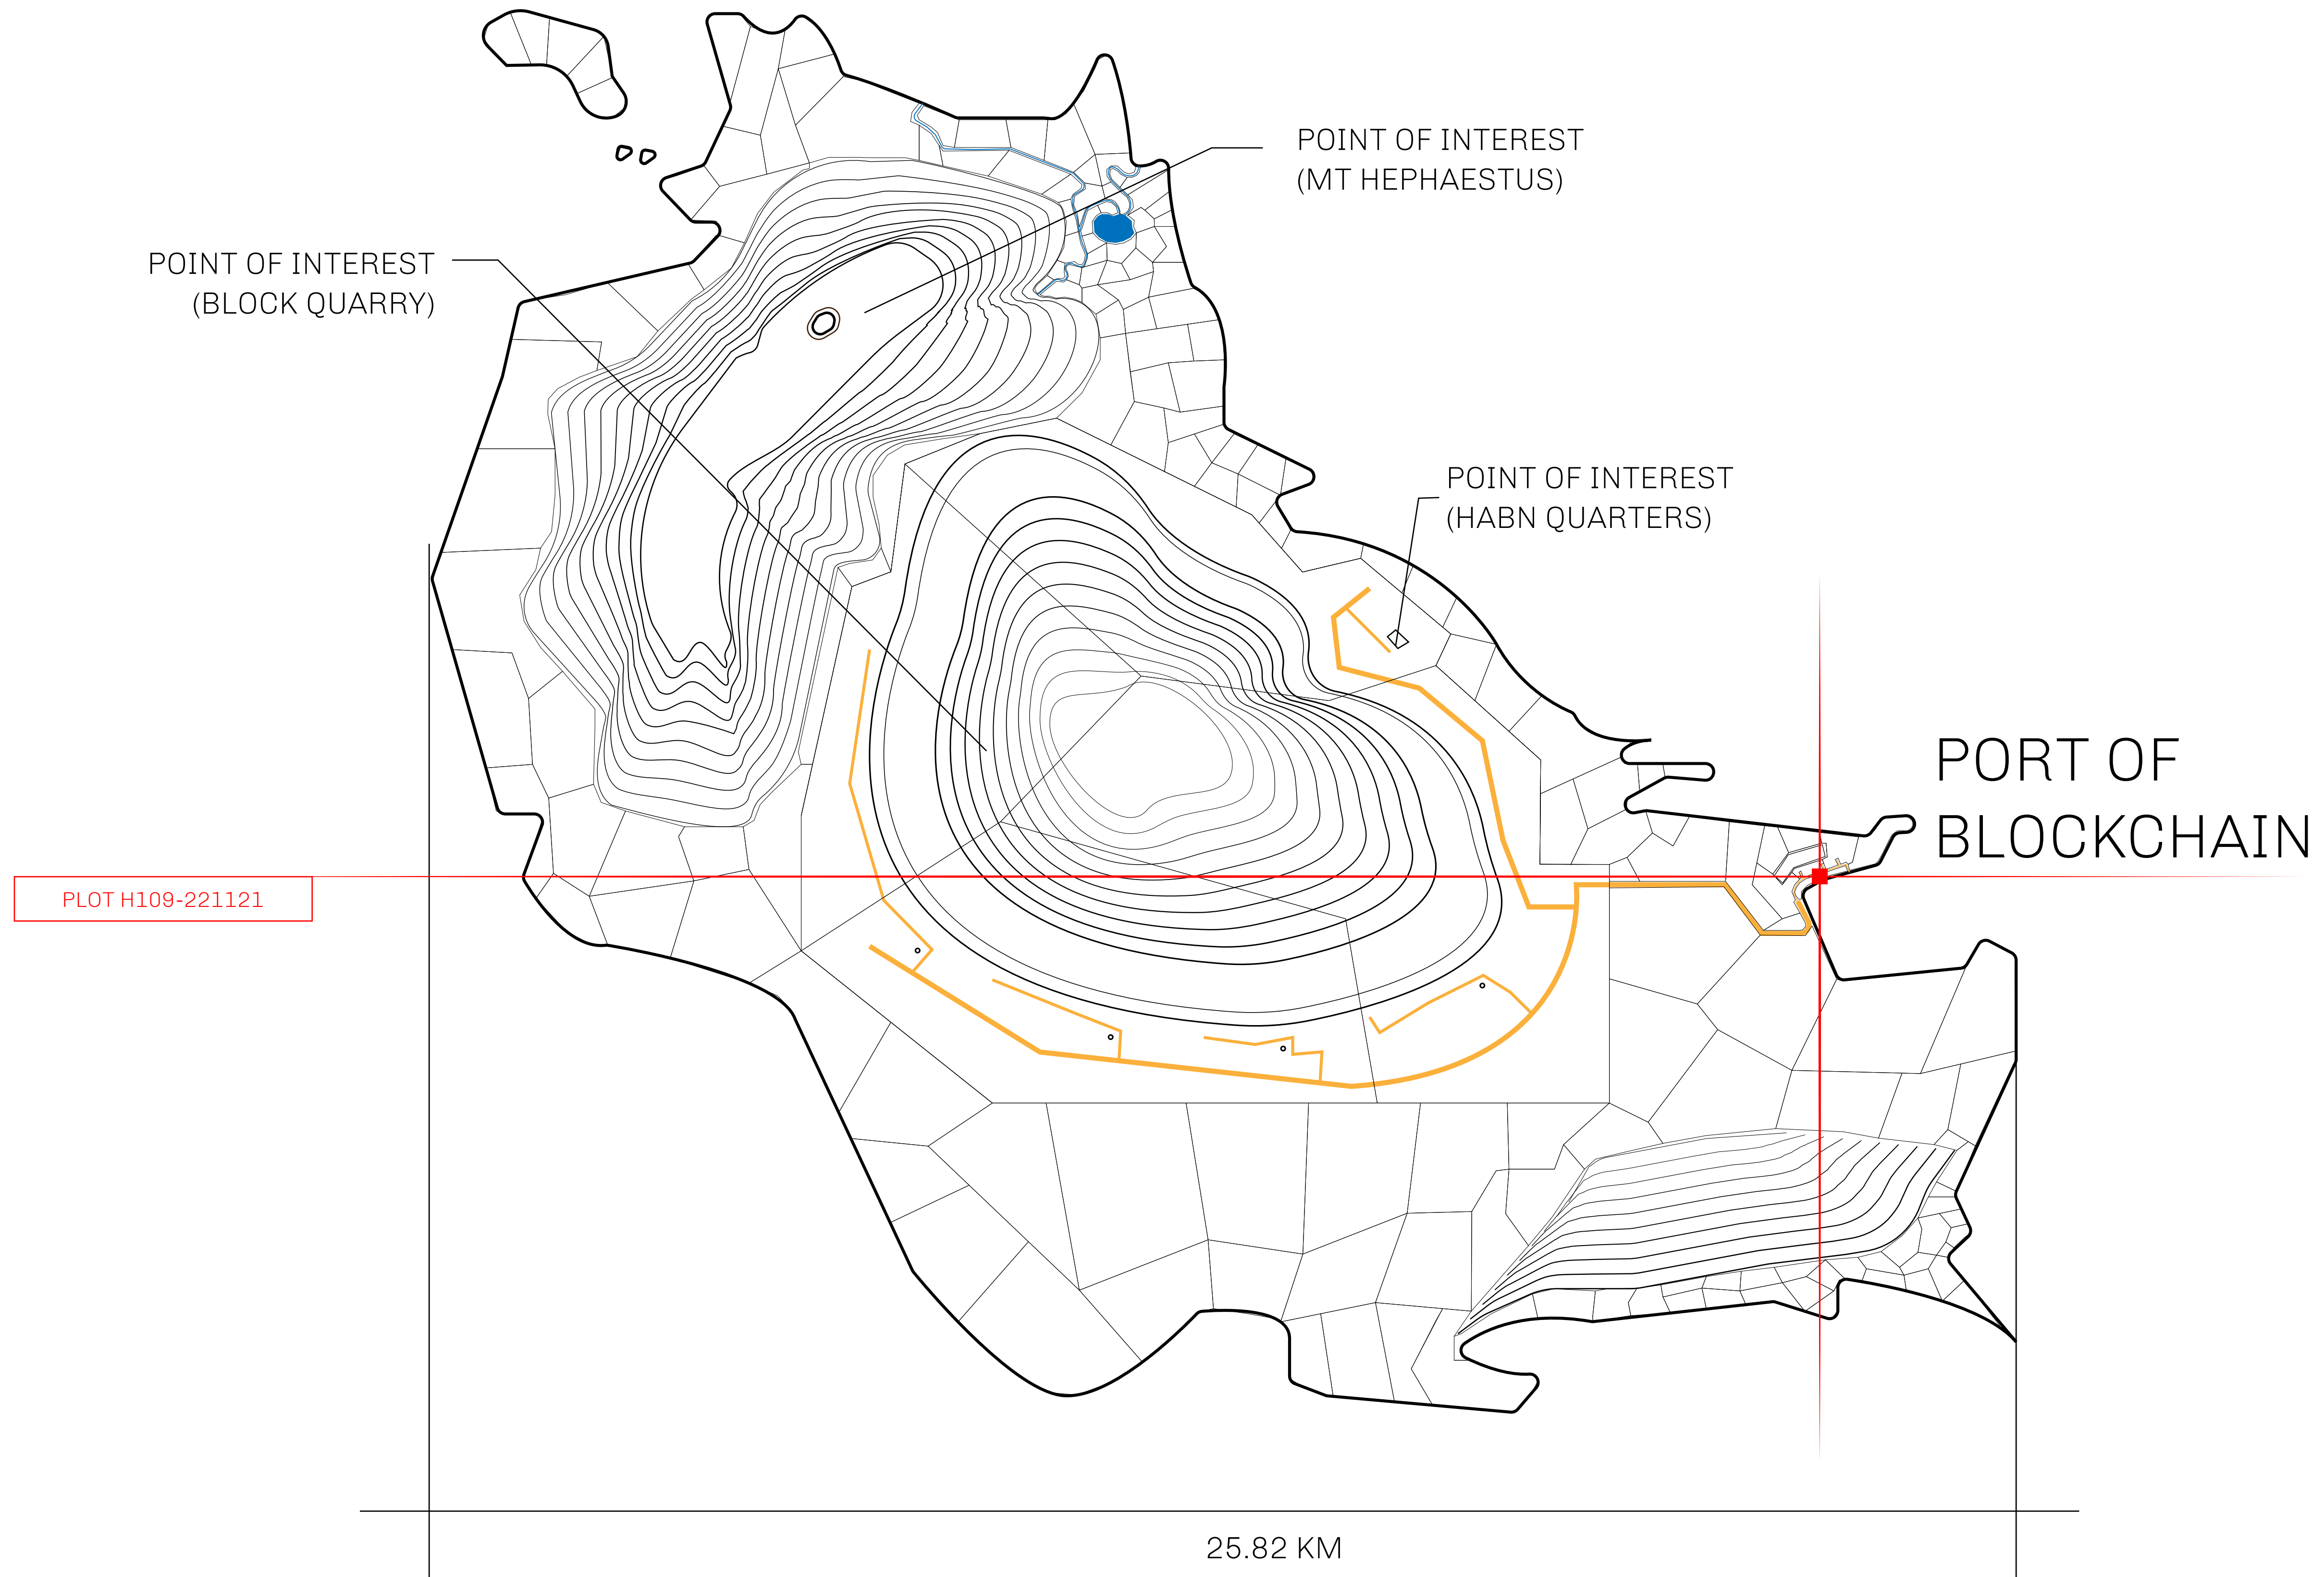 POINT OF INTEREST
(MT HEPHAESTUS)
POINT OF INTEREST
(BLOCK QUARRY)
POINT OF INTEREST
(HABN QUARTERS)
PORT OF
BLOCKCHAIN
PLOT H109-221121
25.82 KM